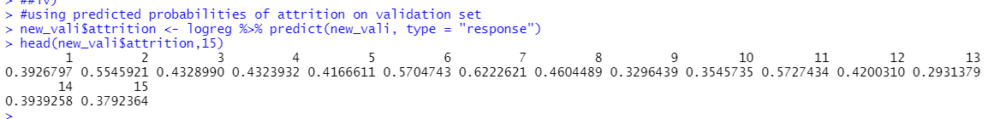 > ##iv)
> #using predicted probabilities of attrition on validation set
> new_vali$attrition <- logreg %>% predict(new_vali, type = "response")
> head(new_vali$attrition,15)
1 2 3 4 5 6 7 8 9 10 11 12 13
0.3926797 0.5545921 0.4328990 0.4323932 0.4166611 0.5704743 0.6222621 0.4604489 0.3296439 0.3545735 0.5727434 0.4200310 0.2931379
14 15
0.3939258 0.3792364
>